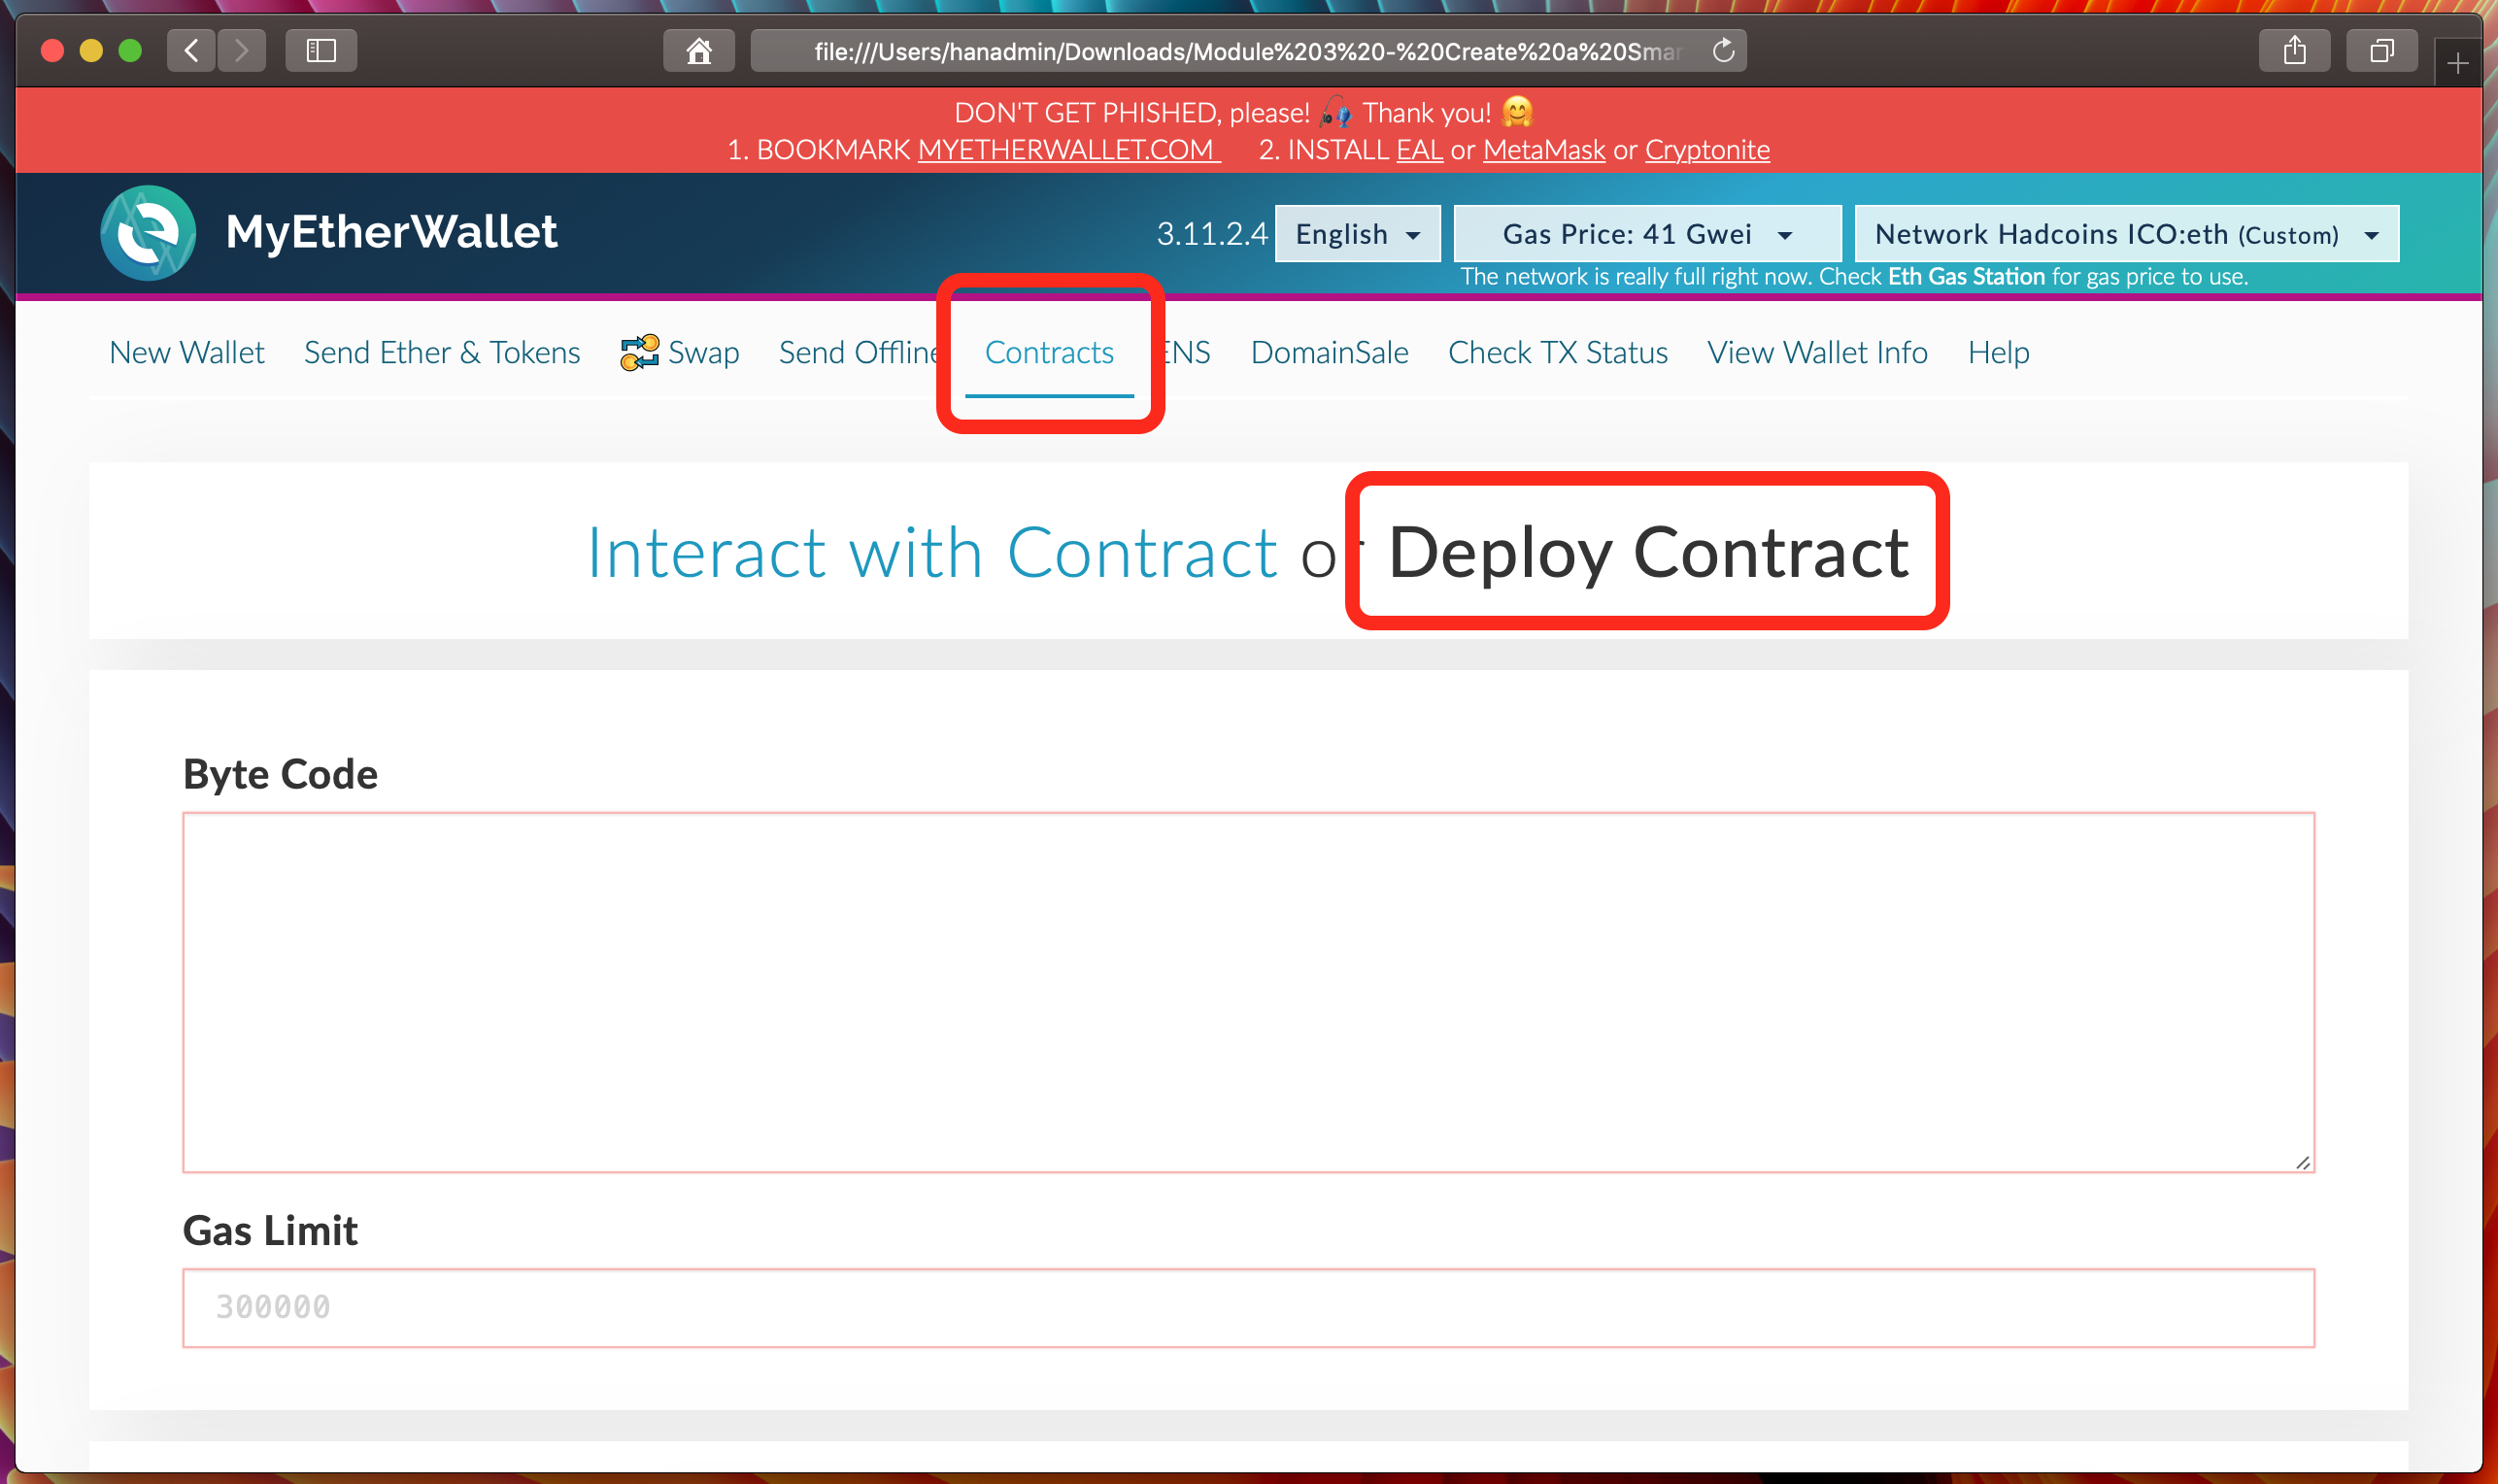 file:///Users/hanadmin/Downloads/Module%203%20-%20Create%20a%20Smar
DON'T GET PHISHED, please! 🎣 Thank you! 🤗
1. BOOKMARK MYETHERWALLET.COM 2. INSTALL EAL or MetaMask or Cryptonite
MyEtherWallet
3.11.2.4 English Gas Price: 41 Gwei Network Hadcoins ICO:eth (Custom)
The network is really full right now. Check Eth Gas Station for gas price to use.
New Wallet Send Ether & Tokens Swap Send Offline Contracts ENS DomainSale Check TX Status View Wallet Info Help
Interact with Contract or Deploy Contract
Byte Code
Gas Limit
300000